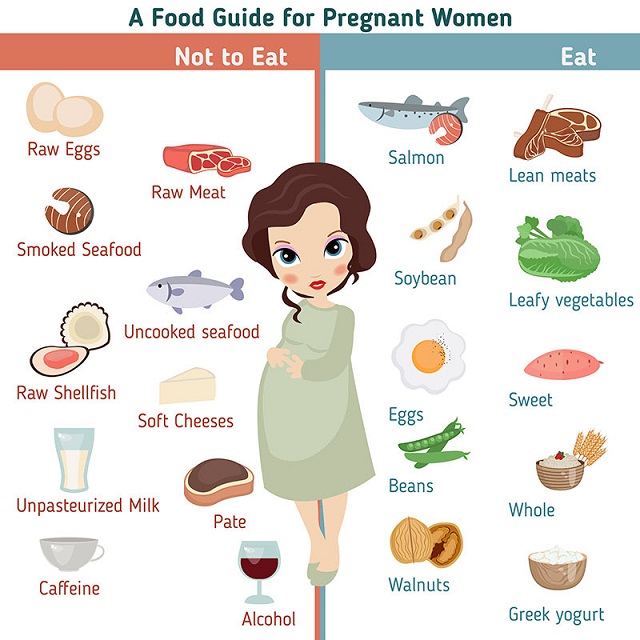 A Food Guide for Pregnant Women
Not to Eat
Raw Eggs
Raw Meat
Smoked Seafood
Uncooked seafood
Raw Shellfish
Soft Cheeses
Unpasteurized Milk
Pate
Caffeine
Alcohol
Eat
Salmon
Lean meats
Soybean
Leafy vegetables
Eggs
Sweet
Beans
Whole
Walnuts
Greek yogurt